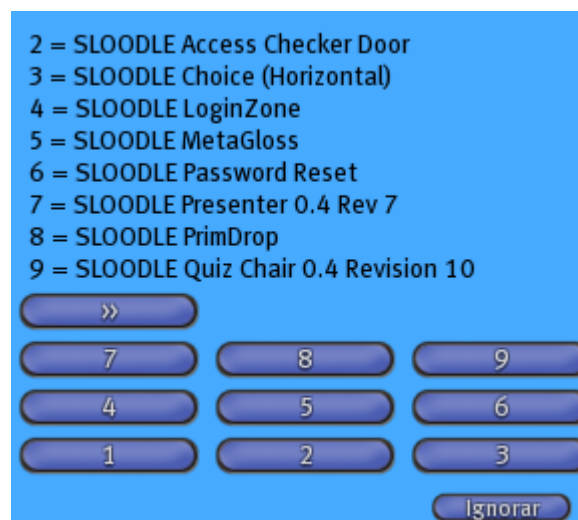 2 = SLOODLE Access Checker Door
3 = SLOODLE Choice (Horizontal)
4 = SLOODLE LoginZone
5 = SLOODLE MetaGloss
6 = SLOODLE Password Reset
7 = SLOODLE Presenter 0.4 Rev 7
8 = SLOODLE PrimDrop
9 = SLOODLE Quiz Chair 0.4 Revision 10
»
7 8 9
4 5 6
1 2 3
Ignorar